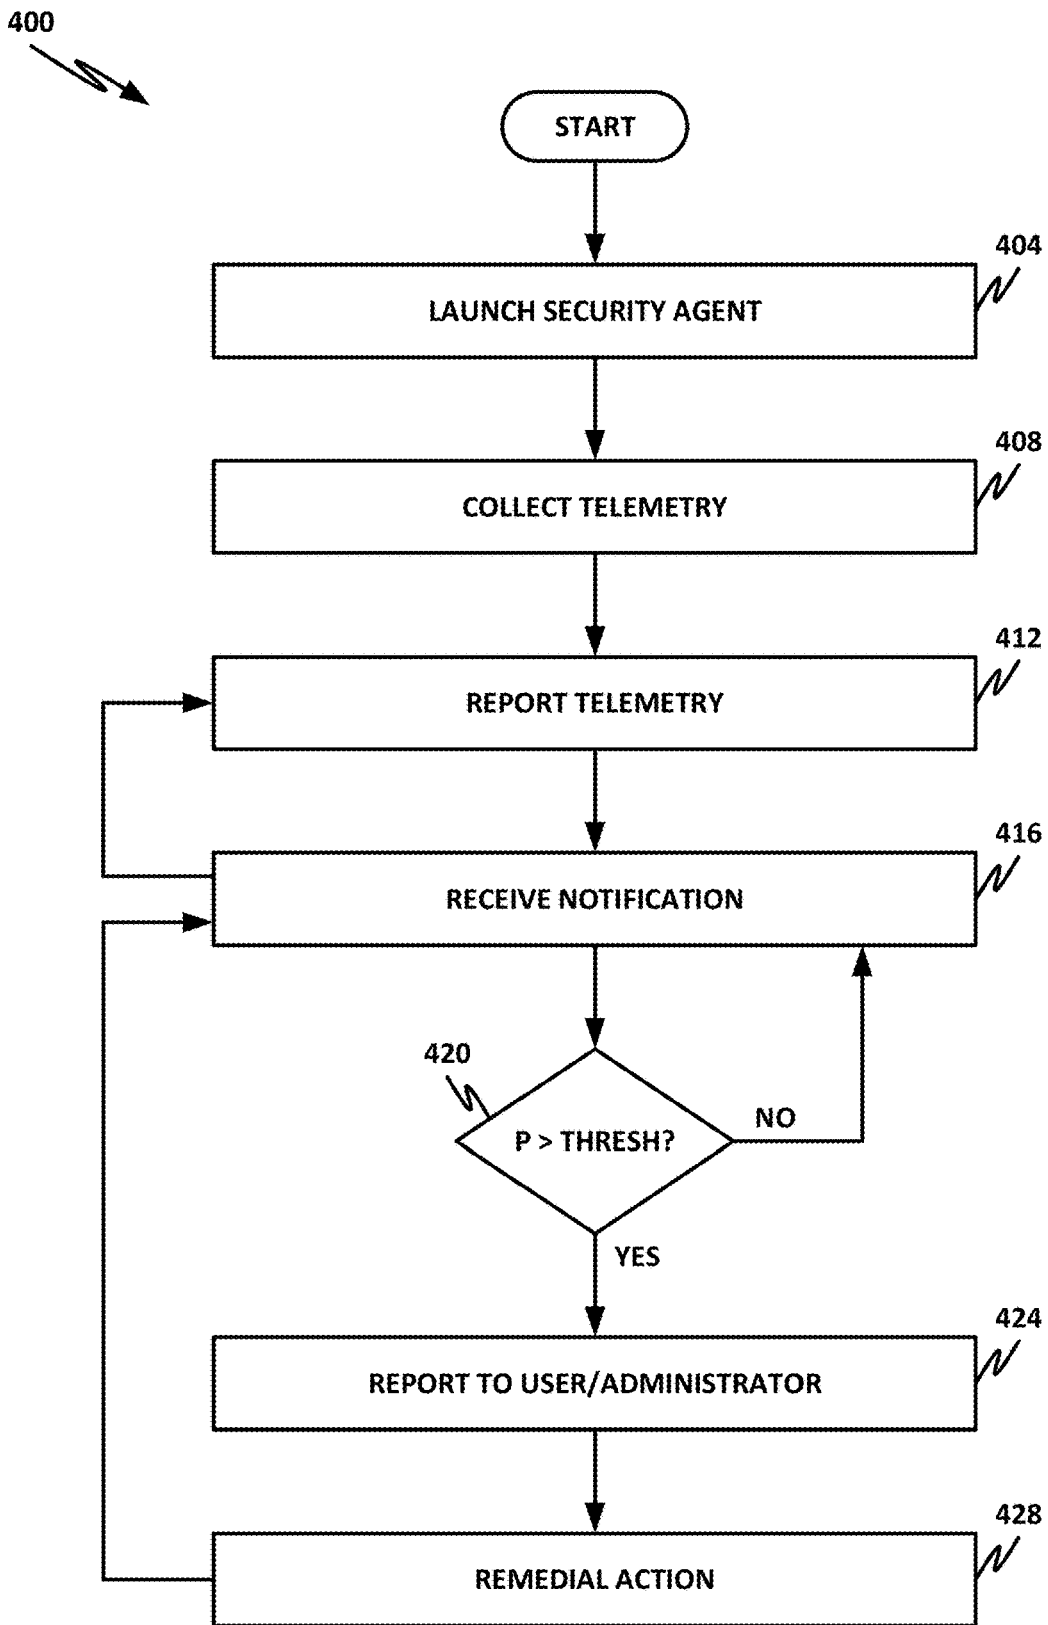 400
START
404
LAUNCH SECURITY AGENT
408
COLLECT TELEMETRY
412
REPORT TELEMETRY
416
RECEIVE NOTIFICATION
420
P > THRESH?
NO
YES
424
REPORT TO USER/ADMINISTRATOR
428
REMEDIAL ACTION